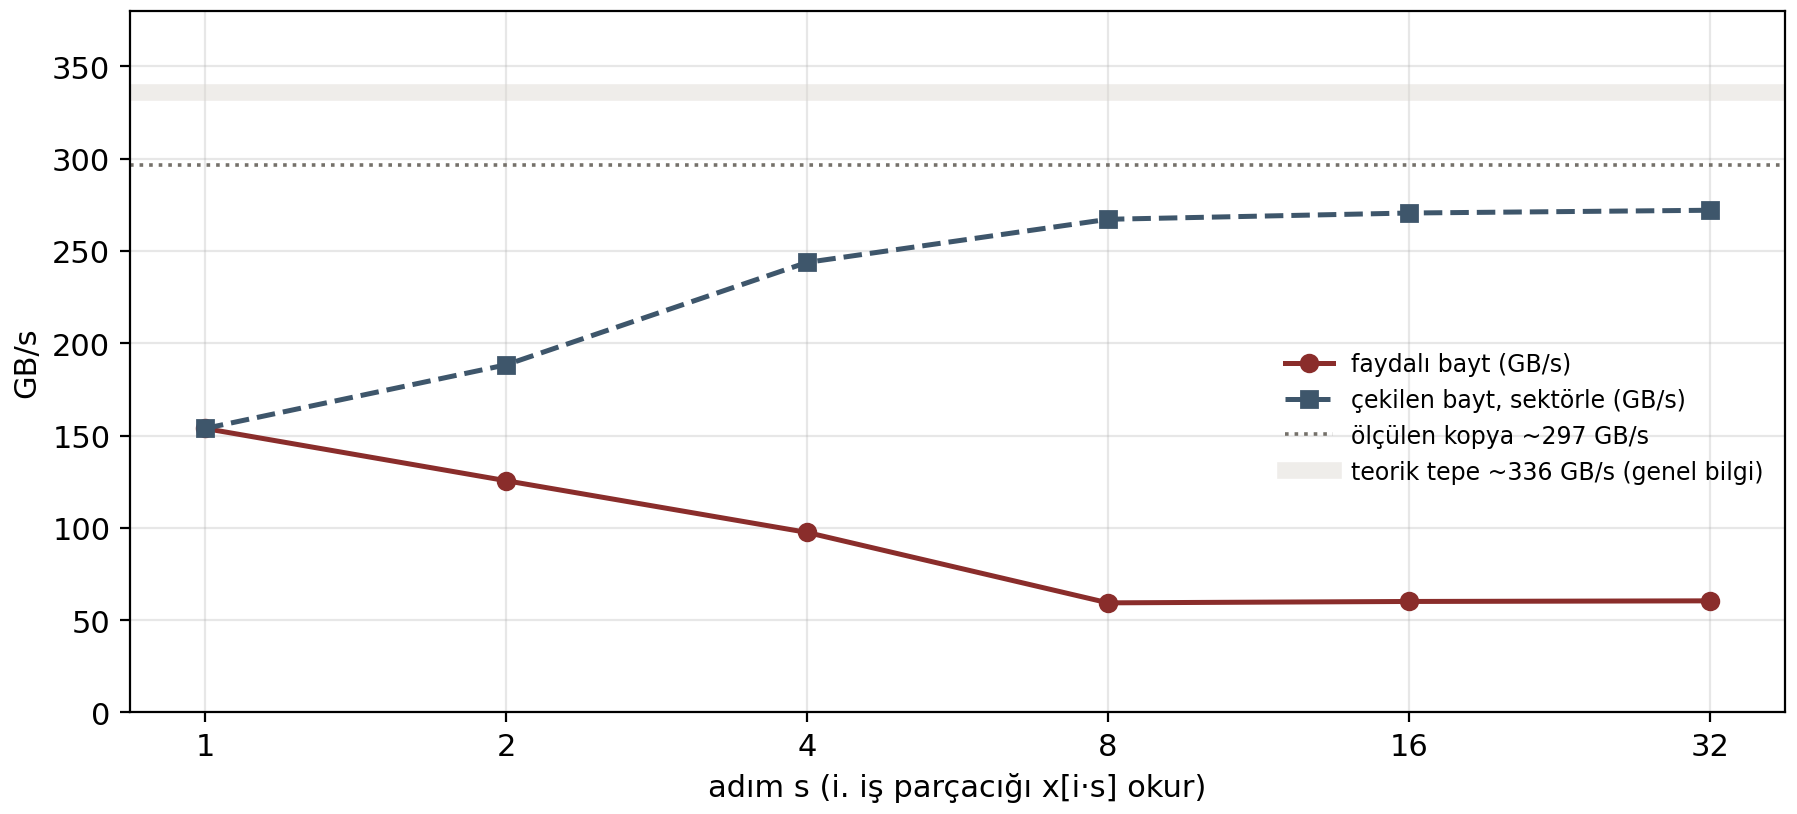 350
300
250
200
150
100
50
0
GB/s
faydalı bayt (GB/s)
çekilen bayt, sektörle (GB/s)
ölçülen kopya ~297 GB/s
teorik tepe ~336 GB/s (genel bilgi)
1 2 4 8 16 32
adım s (i. iş parçacığı x[i·s] okur)